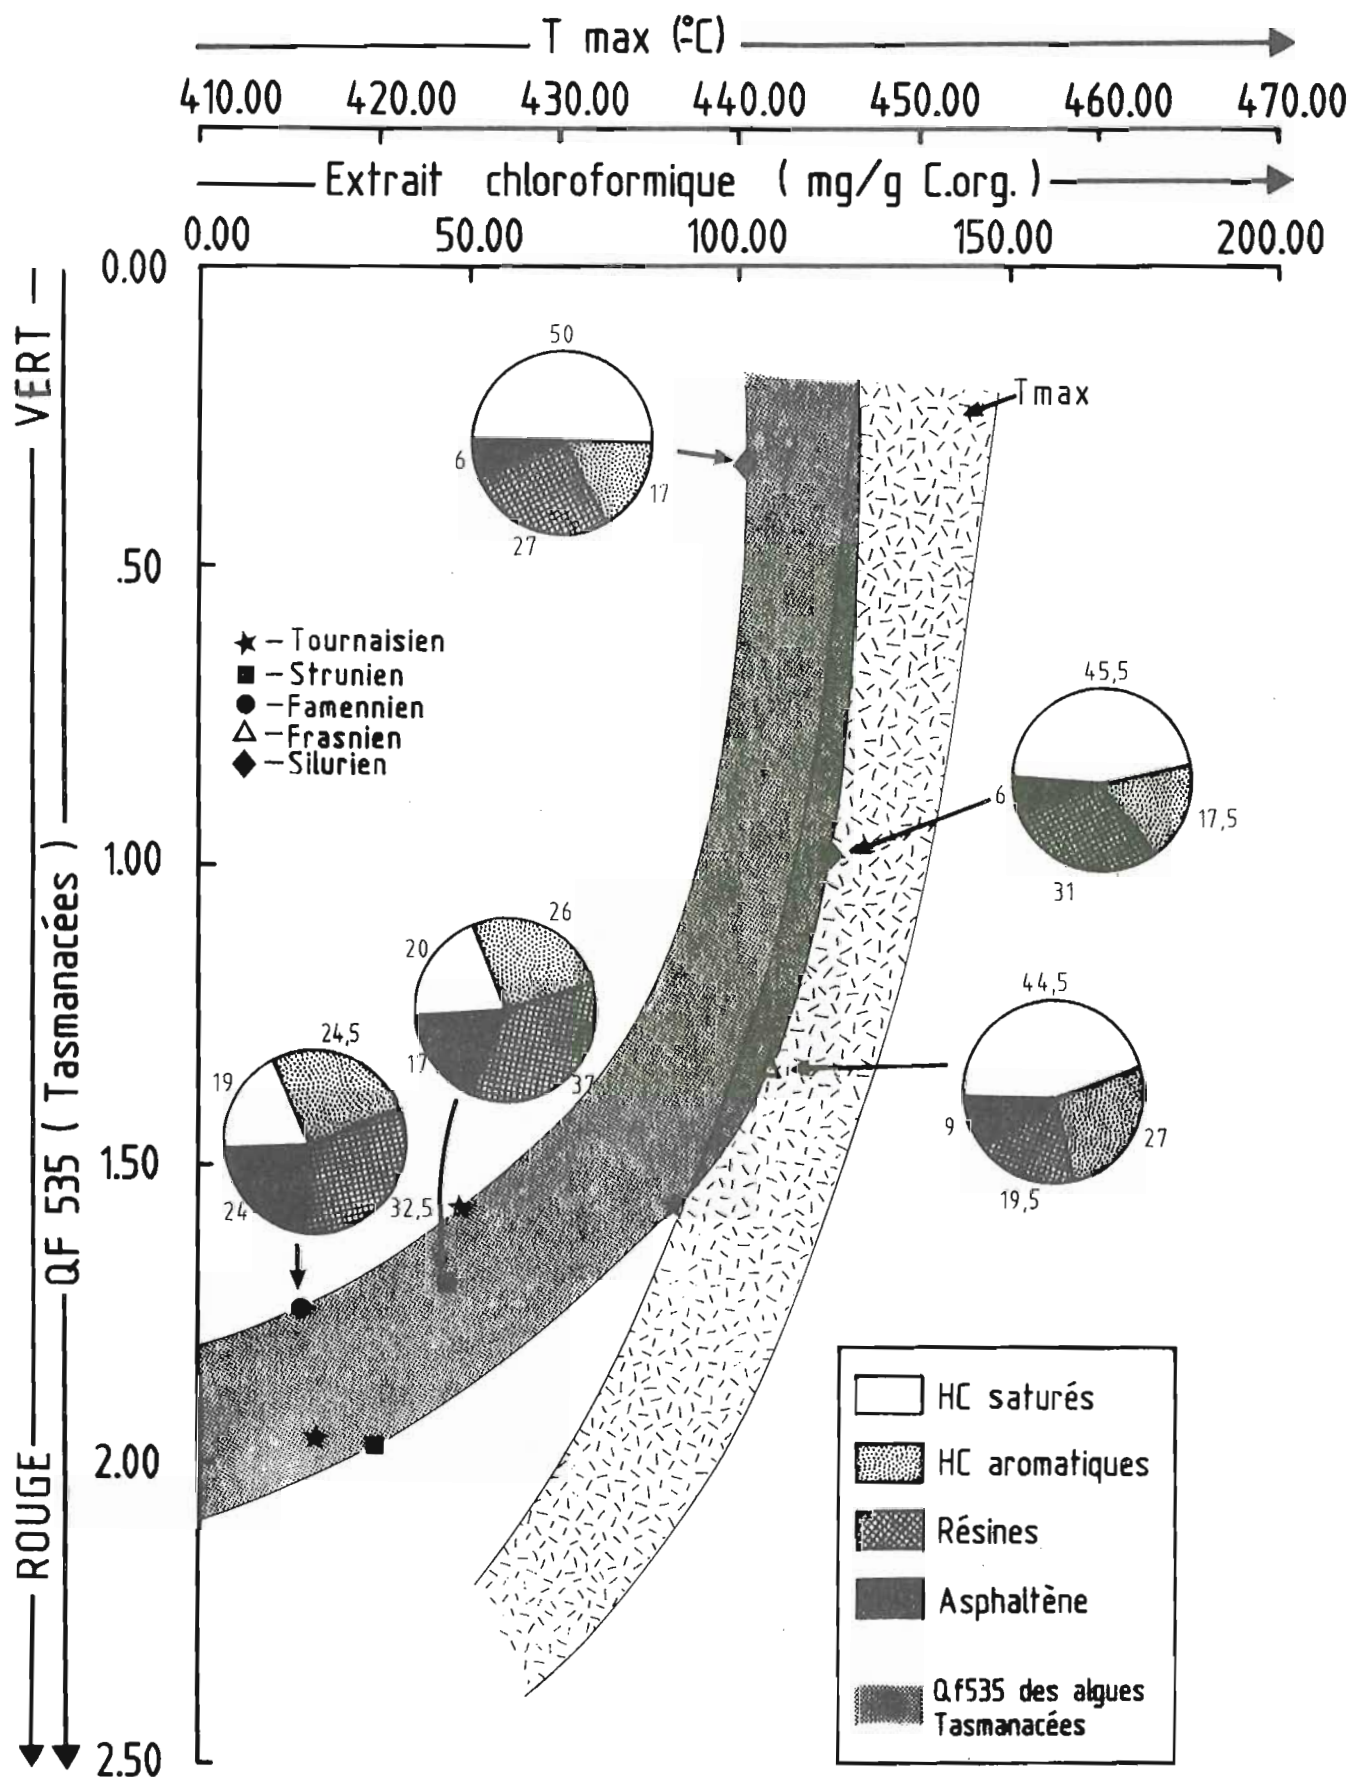 T max (°C)
410.00 420.00 430.00 440.00 450.00 460.00 470.00
Extrait chloroformique ( mg/g C.org. )
0.00 50.00 100.00 150.00 200.00
0.00
.50
1.00
1.50
2.00
2.50
VERT
ROUGE
QF 535 ( Tasmanacées )
50
6
17
27
Tmax
Tournaisien
Strunien
Famennien
Frasnien
Silurien
45,5
6
17,5
31
26
20
17
37
44,5
9
27
19,5
24,5
19
24
32,5
HC saturés
HC aromatiques
Résines
Asphaltène
Qf535 des algues
Tasmanacées